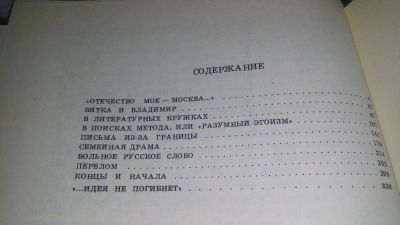 СОДЕРЖАНИЕ
«ОТЕЧЕСТВО МОЕ — МОСКВА...»
ВЯТКА И ВЛАДИМИР
В ЛИТЕРАТУРНЫХ КРУЖКАХ
В ПОИСКАХ МЕТОДА, ИЛИ «РАЗУМНЫЙ ЭГОИЗМ»
ПИСЬМА ИЗ-ЗА ГРАНИЦЫ 141
СЕМЕЙНАЯ ДРАМА
ВОЛЬНОЕ РУССКОЕ СЛОВО
ПЕРЕЛОМ
КОНЦЫ И НАЧАЛА
«...ИДЕЯ НЕ ПОГИБНЕТ»